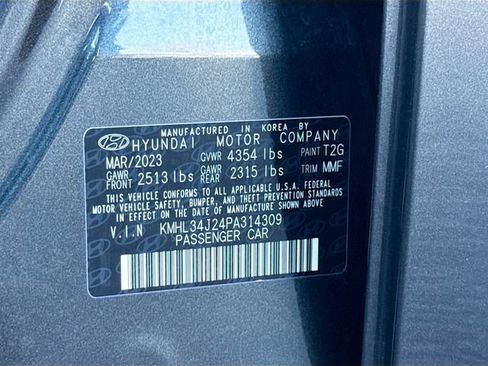 MANUFACTURED IN KOREA BY
HYUNDAI MOTOR COMPANY
MAR/2023 GVWR 4354 lbs PAINT T2G
GAWR FRONT 2513 lbs GAWR REAR 2315 lbs TRIM MMF
THIS VEHICLE CONFORMS TO ALL APPLICABLE U.S.A. FEDERAL
MOTOR VEHICLE SAFETY, BUMPER, AND THEFT PREVENTION STANDARDS
IN EFFECT ON THE DATE OF MANUFACTURE SHOWN ABOVE.
V.I.N KMHL34J24PA314309
PASSENGER CAR